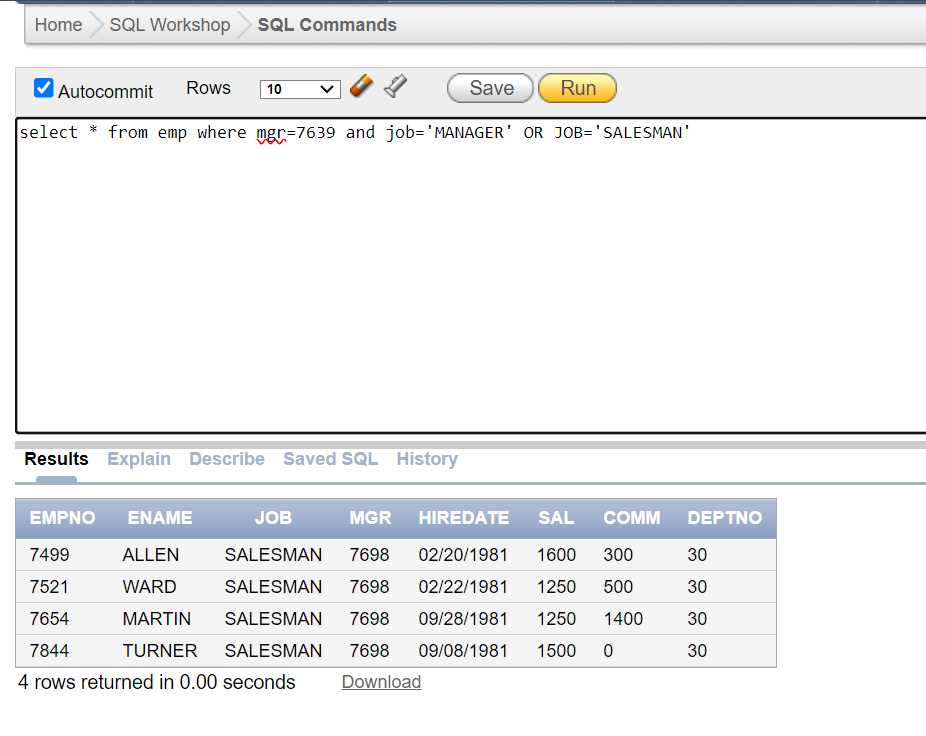 Home SQL Workshop SQL Commands
Autocommit Rows 10 Save Run
select * from emp where mgr=7639 and job='MANAGER' OR JOB='SALESMAN'
Results Explain Describe Saved SQL History
EMPNO ENAME JOB MGR HIREDATE SAL COMM DEPTNO
7499 ALLEN SALESMAN 7698 02/20/1981 1600 300 30
7521 WARD SALESMAN 7698 02/22/1981 1250 500 30
7654 MARTIN SALESMAN 7698 09/28/1981 1250 1400 30
7844 TURNER SALESMAN 7698 09/08/1981 1500 0 30
4 rows returned in 0.00 seconds Download